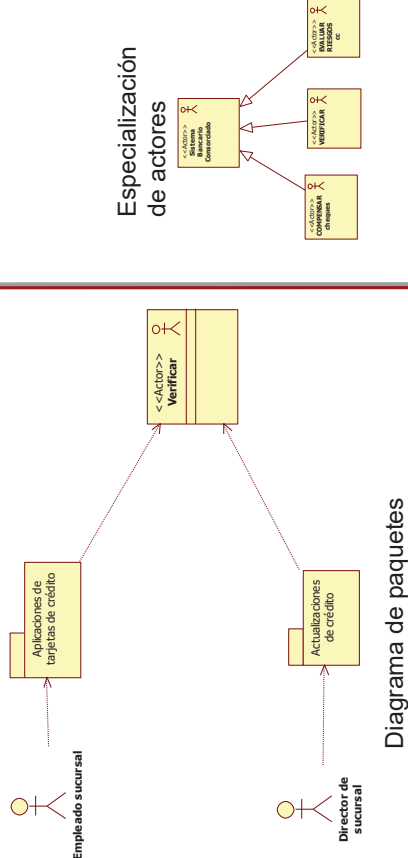 Empleado sucursal
Aplicaciones de
tarjetas de crédito
<<Actor>>
Verificar
Director de
sucursal
Actualizaciones
de crédito
Diagrama de paquetes
Especialización
de actores
<<Actor>>
Sistema
Bancario
Consorciado
<<Actor>>
COMPENSAR
cheques
<<Actor>>
VERIFICAR
<<Actor>>
EVALUAR
RIESGOS
cc